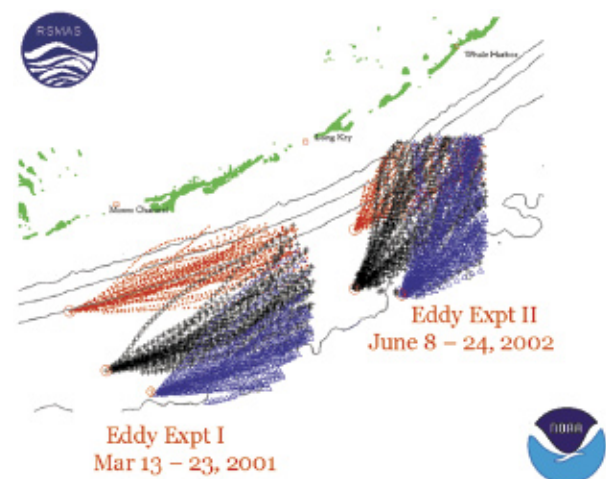 RSMAS
Whale Harbor
Long Key
Moser Channel
Eddy Expt II
June 8 – 24, 2002
Eddy Expt I
Mar 13 – 23, 2001
NOAA